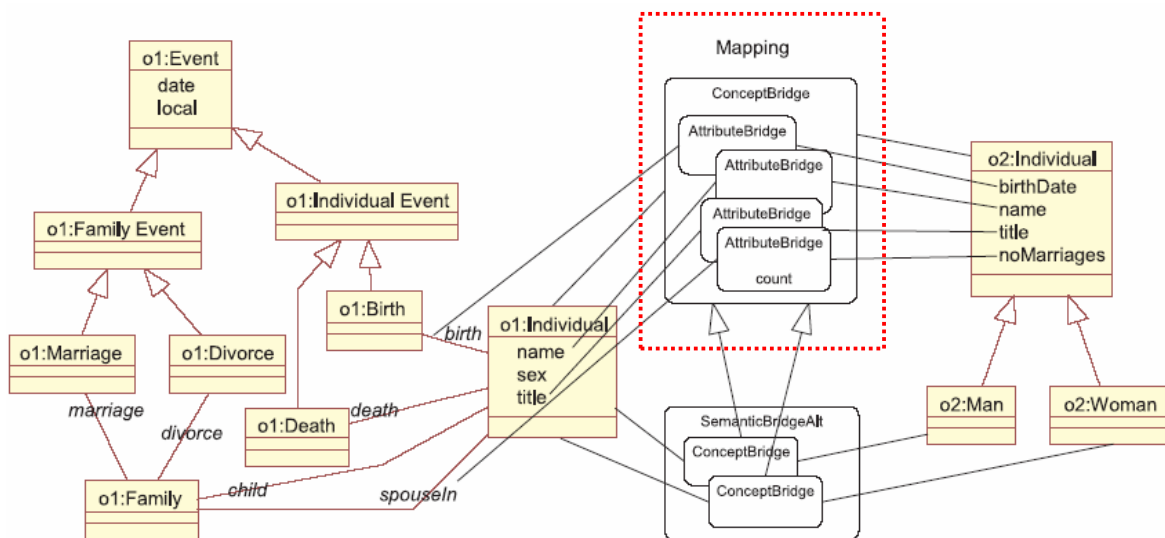 Mapping
o1:Event
date
local
ConceptBridge
AttributeBridge
AttributeBridge
AttributeBridge
AttributeBridge
count
o2:Individual
birthDate
name
title
noMarriages
o1:Individual Event
o1:Family Event
o1:Birth
birth
o1:Individual
name
sex
title
o1:Marriage
o1:Divorce
marriage
divorce
o1:Death
death
o2:Man
o2:Woman
SemanticBridgeAlt
ConceptBridge
ConceptBridge
o1:Family
child
spouseIn